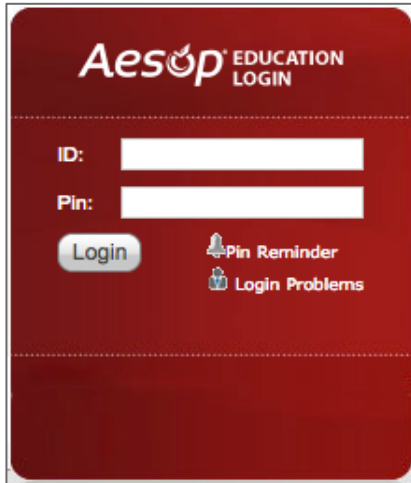 Aesop® EDUCATION
LOGIN
ID:
Pin:
Login
Pin Reminder
Login Problems